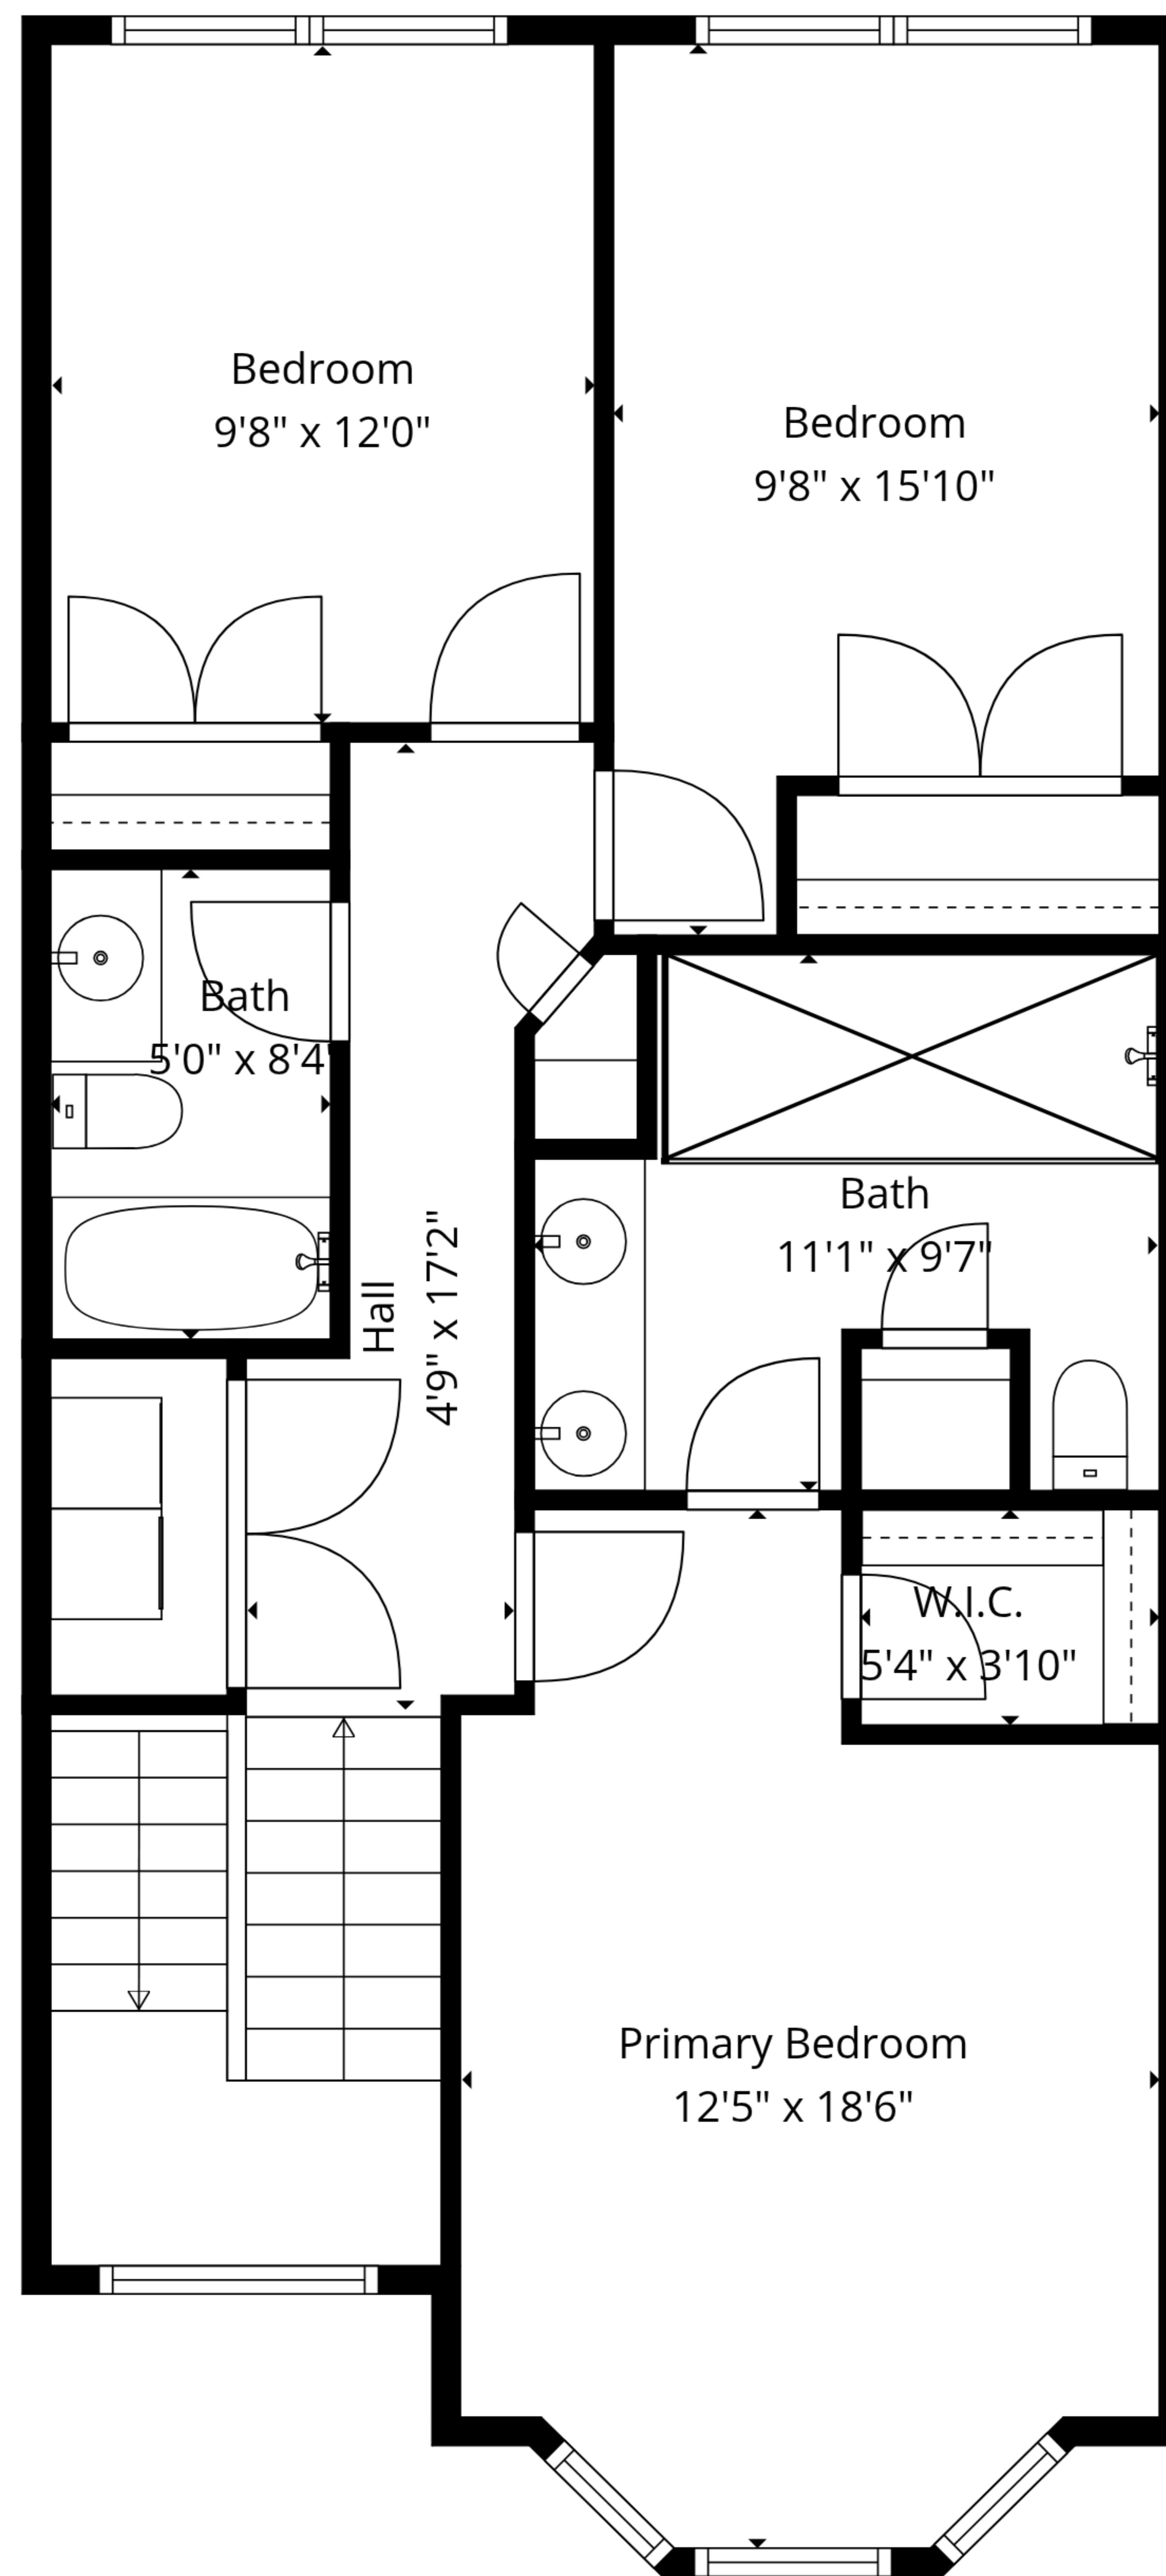 Bedroom
9'8" x 12'0"
Bedroom
9'8" x 15'10"
Bath
5'0" x 8'4"
Bath
11'1" x 9'7"
Hall
4'9" x 17'2"
W.I.C.
5'4" x 3'10"
Primary Bedroom
12'5" x 18'6"